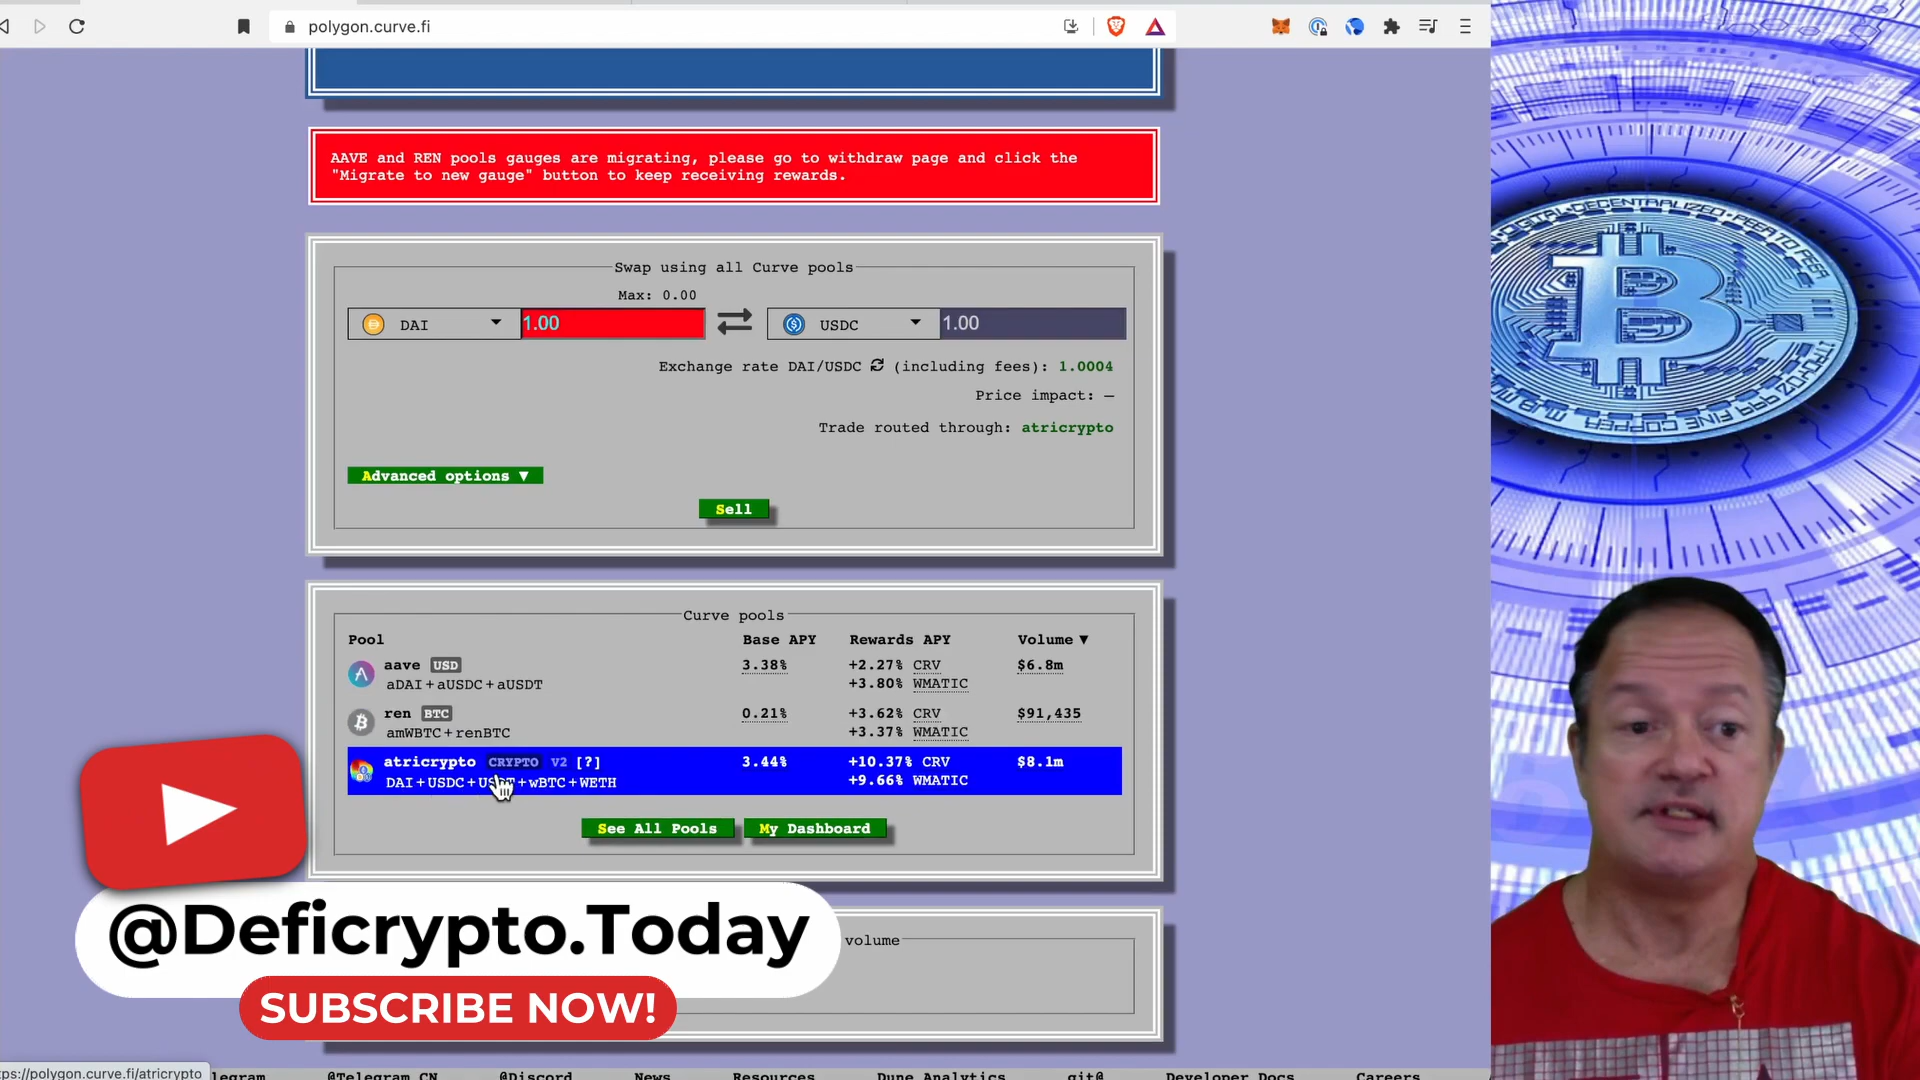 polygon.curve.fi
AAVE and REN pools gauges are migrating, please go to withdraw page and click the
"Migrate to new gauge" button to keep receiving rewards.
Swap using all Curve pools
Max: 0.00
DAI 1.00 USDC 1.00
Exchange rate DAI/USDC (including fees): 1.0004
Price impact: —
Trade routed through: atricrypto
Advanced options ▼
Sell
Curve pools
Pool Base APY Rewards APY Volume ▼
aave USD 3.38% +2.27% CRV $6.8m
aDAI+aUSDC+aUSDT +3.80% WMATIC
ren BTC 0.21% +3.62% CRV $91,435
amWBTC+renBTC +3.37% WMATIC
atricrypto CRYPTO V2 [?] 3.44% +10.37% CRV $8.1m
DAI+USDC+USDT+wBTC+WETH +9.66% WMATIC
See All Pools My Dashboard
@Deficrypto.Today
volume
SUBSCRIBE NOW!
tps://polygon.curve.fi/atricrypto
legram @Telegram CN @Discord News Resources Dune Analytics git@ Developer Docs Careers